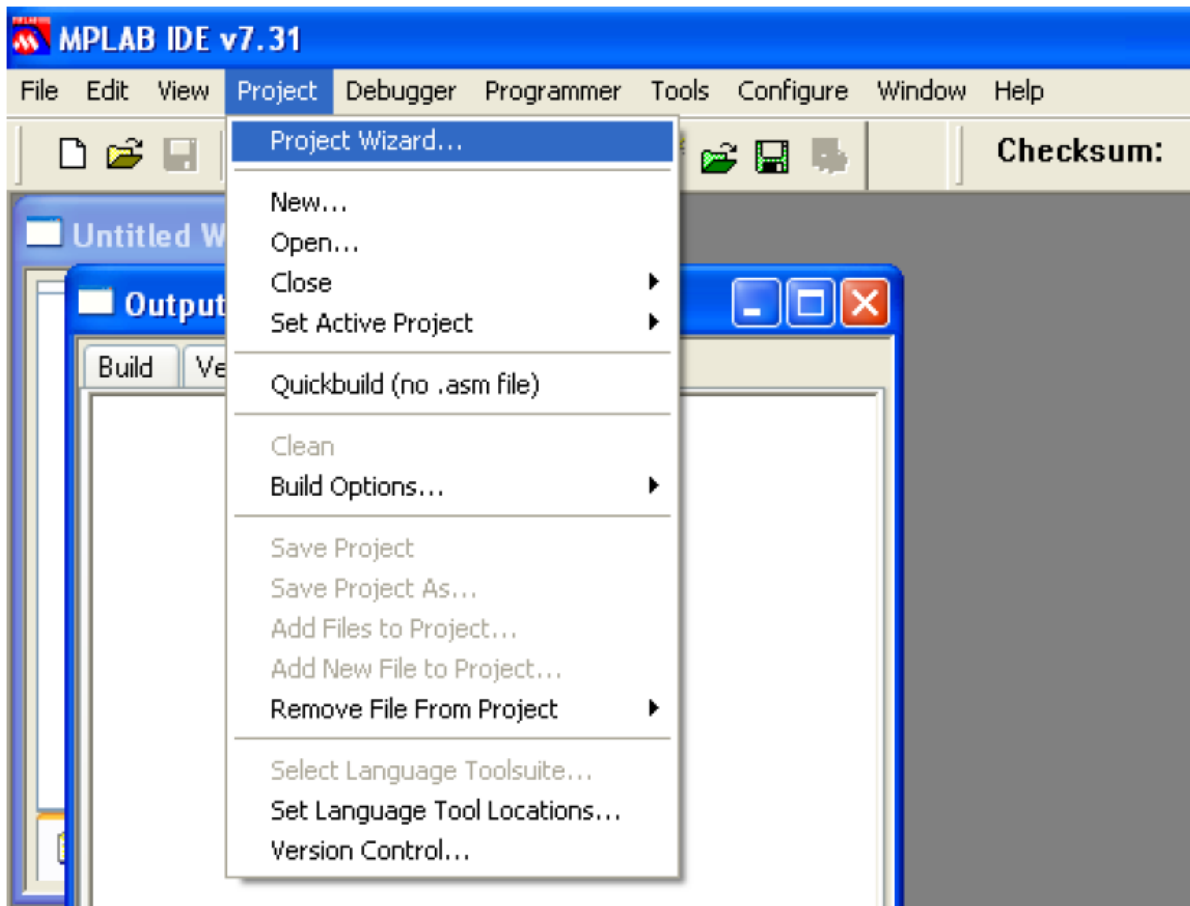 MPLAB IDE v7.31
File Edit View Project Debugger Programmer Tools Configure Window Help
Project Wizard...
Checksum:
New...
Untitled W
Open...
Close
Output
Set Active Project
Build Ve
Quickbuild (no .asm file)
Clean
Build Options...
Save Project
Save Project As...
Add Files to Project...
Add New File to Project...
Remove File From Project
Select Language Toolsuite...
Set Language Tool Locations...
Version Control...